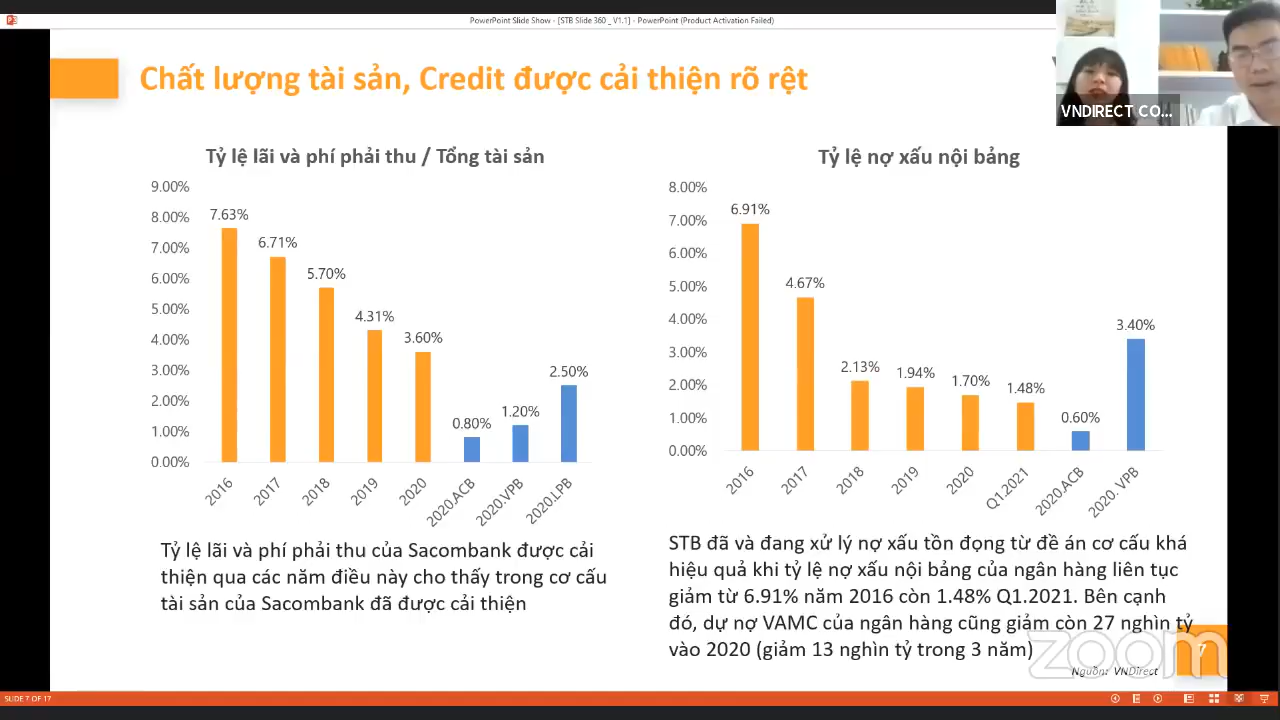 PowerPoint Slide Show - [STB Slide 360 _ V1.1] - PowerPoint (Product Activation Failed)
VNDIRECT CO...
Chất lượng tài sản, Credit được cải thiện rõ rệt
Tỷ lệ lãi và phí phải thu / Tổng tài sản
9.00%
8.00%
7.00%
6.00%
5.00%
4.00%
3.00%
2.00%
1.00%
0.00%
7.63%
6.71%
5.70%
4.31%
3.60%
0.80%
1.20%
2.50%
2016
2017
2018
2019
2020
2020.ACB
2020.VPB
2020.LPB
Tỷ lệ lãi và phí phải thu của Sacombank được cải
thiện qua các năm điều này cho thấy trong cơ cấu
tài sản của Sacombank đã được cải thiện
Tỷ lệ nợ xấu nội bảng
8.00%
7.00%
6.00%
5.00%
4.00%
3.00%
2.00%
1.00%
0.00%
6.91%
4.67%
2.13%
1.94%
1.70%
1.48%
0.60%
3.40%
2016
2017
2018
2019
2020
Q1.2021
2020.ACB
2020. VPB
STB đã và đang xử lý nợ xấu tồn đọng từ đề án cơ cấu khá
hiệu quả khi tỷ lệ nợ xấu nội bảng của ngân hàng liên tục
giảm từ 6.91% năm 2016 còn 1.48% Q1.2021. Bên cạnh
đó, dư nợ VAMC của ngân hàng cũng giảm còn 27 nghìn tỷ
vào 2020 (giảm 13 nghìn tỷ trong 3 năm)
zoom
7
Nguồn: VNDirect
SLIDE 7 OF 17